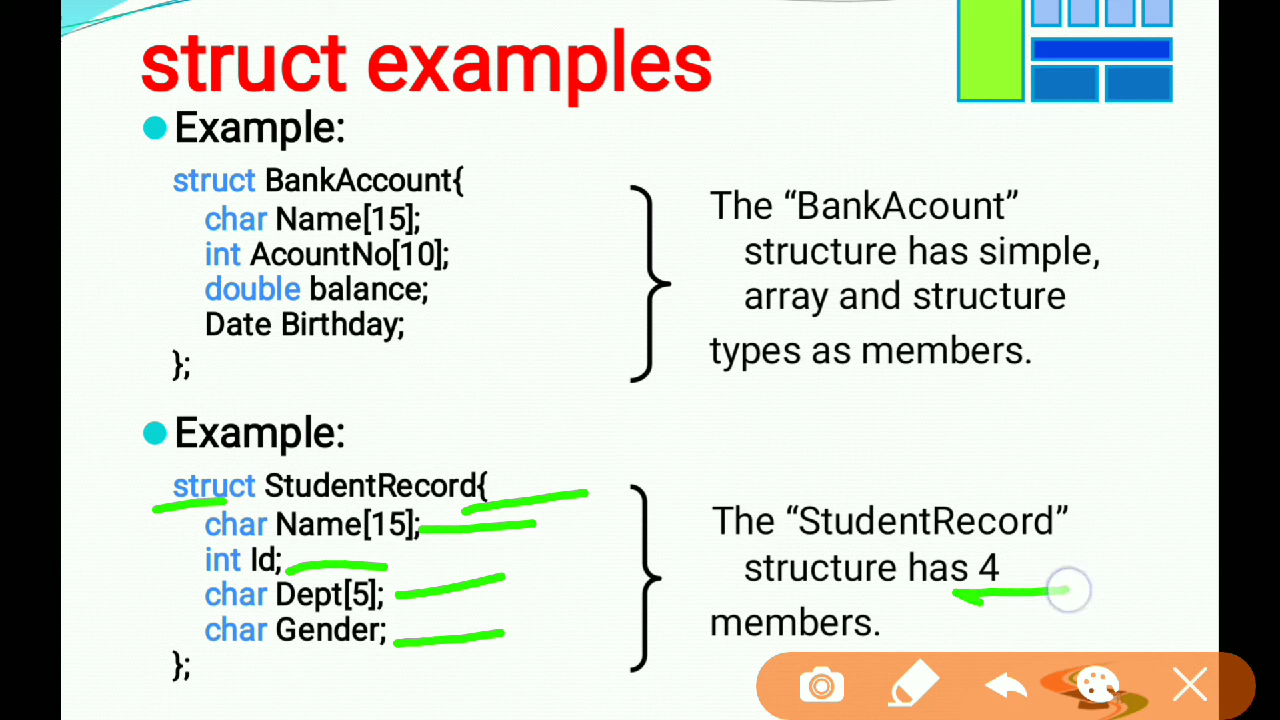 struct examples
Example:
struct BankAccount{
char Name[15];
int AcountNo[10];
double balance;
Date Birthday;
};
The “BankAcount”
structure has simple,
array and structure
types as members.
Example:
struct StudentRecord{
char Name[15];
int Id;
char Dept[5];
char Gender;
};
The “StudentRecord”
structure has 4
members.